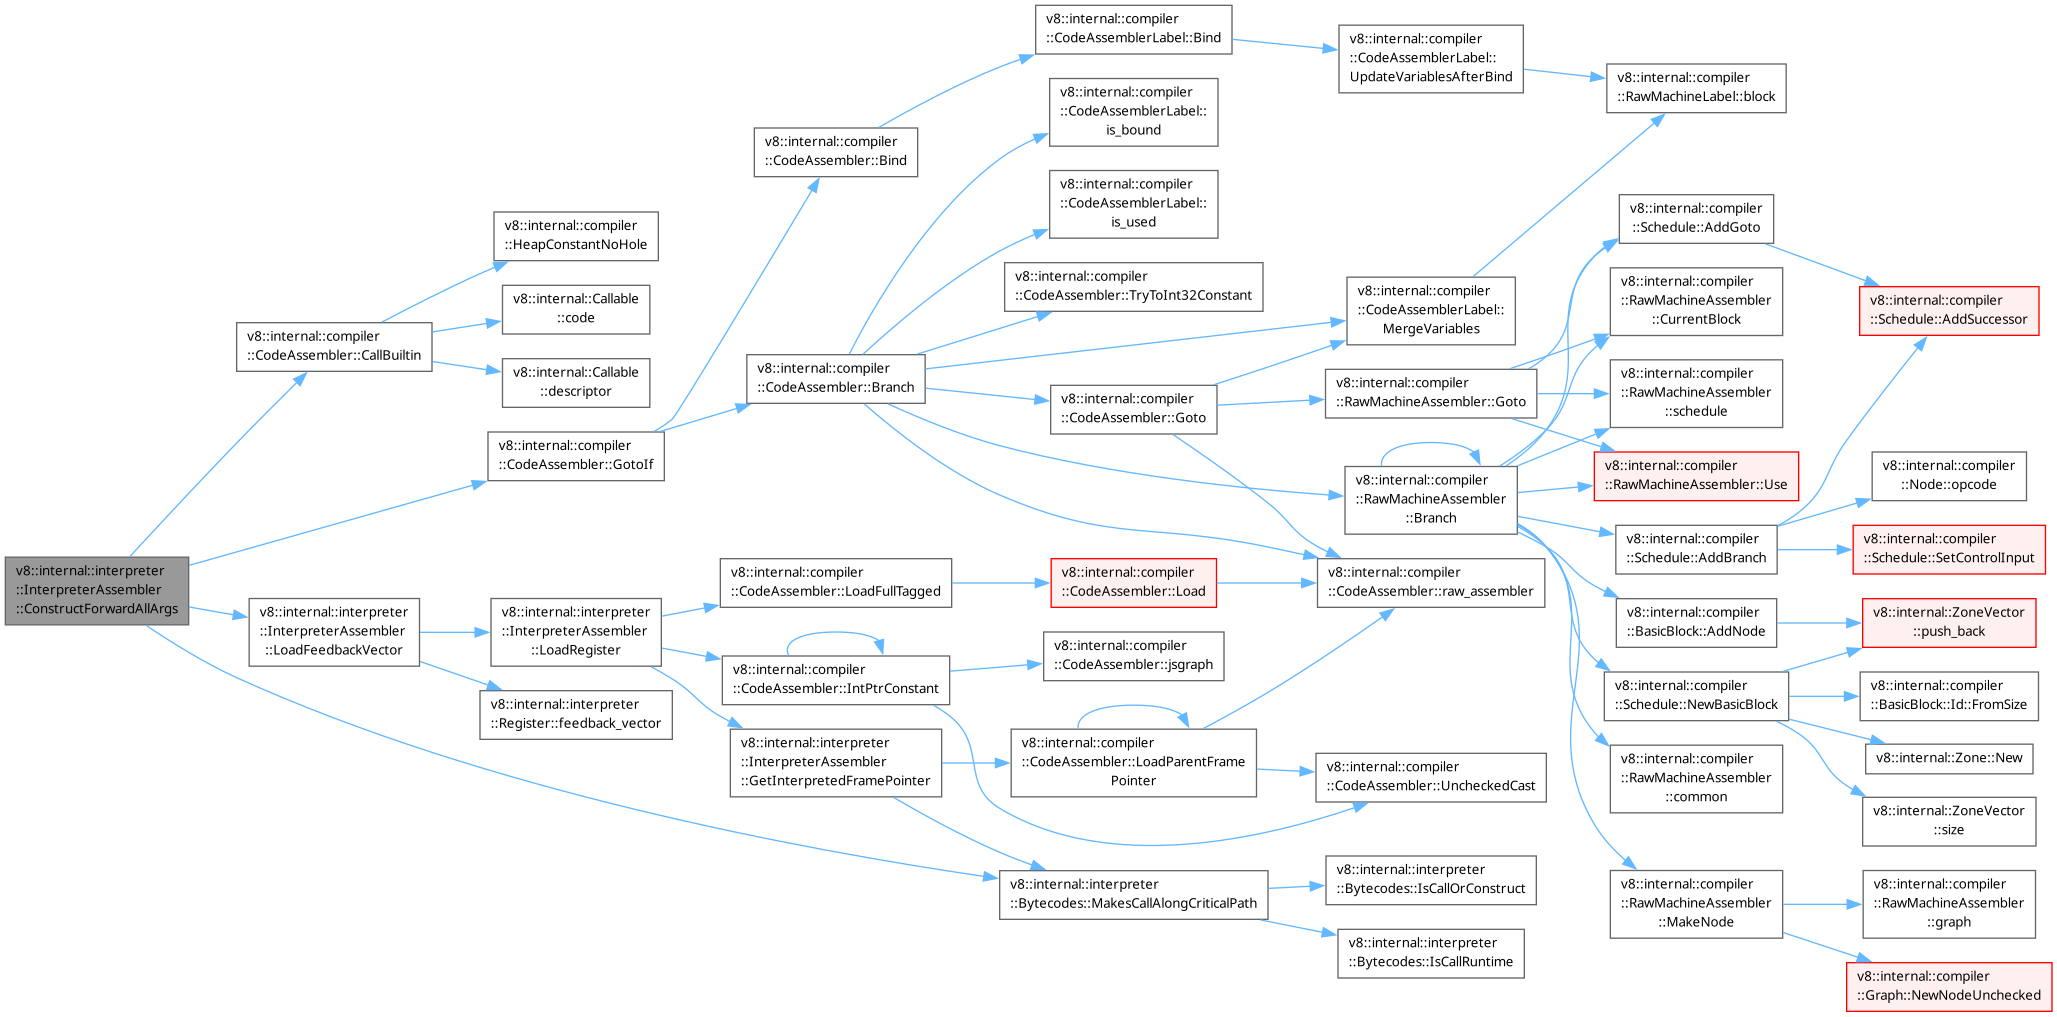 v8::internal::interpreter
::InterpreterAssembler
::ConstructForwardAllArgs
v8::internal::compiler
::CodeAssembler::CallBuiltin
v8::internal::interpreter
::InterpreterAssembler
::LoadFeedbackVector
v8::internal::compiler
::HeapConstantNoHole
v8::internal::Callable
::code
v8::internal::Callable
::descriptor
v8::internal::compiler
::CodeAssembler::GotoIf
v8::internal::interpreter
::InterpreterAssembler
::LoadRegister
v8::internal::interpreter
::Register::feedback_vector
v8::internal::compiler
::CodeAssembler::Bind
v8::internal::compiler
::CodeAssembler::Branch
v8::internal::compiler
::CodeAssembler::LoadFullTagged
v8::internal::compiler
::CodeAssembler::IntPtrConstant
v8::internal::interpreter
::InterpreterAssembler
::GetInterpretedFramePointer
v8::internal::compiler
::CodeAssemblerLabel::Bind
v8::internal::compiler
::CodeAssemblerLabel::
is_bound
v8::internal::compiler
::CodeAssemblerLabel::
is_used
v8::internal::compiler
::CodeAssembler::TryToInt32Constant
v8::internal::compiler
::CodeAssembler::Goto
v8::internal::compiler
::CodeAssembler::Load
v8::internal::compiler
::CodeAssembler::jsgraph
v8::internal::compiler
::CodeAssembler::LoadParentFrame
Pointer
v8::internal::interpreter
::Bytecodes::MakesCallAlongCriticalPath
v8::internal::compiler
::CodeAssemblerLabel::
UpdateVariablesAfterBind
v8::internal::compiler
::CodeAssemblerLabel::
MergeVariables
v8::internal::compiler
::RawMachineAssembler::Goto
v8::internal::compiler
::RawMachineAssembler
::Branch
v8::internal::compiler
::CodeAssembler::raw_assembler
v8::internal::compiler
::CodeAssembler::UncheckedCast
v8::internal::interpreter
::Bytecodes::IsCallOrConstruct
v8::internal::interpreter
::Bytecodes::IsCallRuntime
v8::internal::compiler
::RawMachineLabel::block
v8::internal::compiler
::Schedule::AddGoto
v8::internal::compiler
::RawMachineAssembler
::CurrentBlock
v8::internal::compiler
::RawMachineAssembler
::schedule
v8::internal::compiler
::RawMachineAssembler::Use
v8::internal::compiler
::Schedule::AddBranch
v8::internal::compiler
::BasicBlock::AddNode
v8::internal::compiler
::Schedule::NewBasicBlock
v8::internal::compiler
::RawMachineAssembler
::common
v8::internal::compiler
::RawMachineAssembler
::MakeNode
v8::internal::compiler
::Schedule::AddSuccessor
v8::internal::compiler
::Node::opcode
v8::internal::compiler
::Schedule::SetControlInput
v8::internal::ZoneVector
::push_back
v8::internal::compiler
::BasicBlock::Id::FromSize
v8::internal::Zone::New
v8::internal::ZoneVector
::size
v8::internal::compiler
::RawMachineAssembler
::graph
v8::internal::compiler
::Graph::NewNodeUnchecked